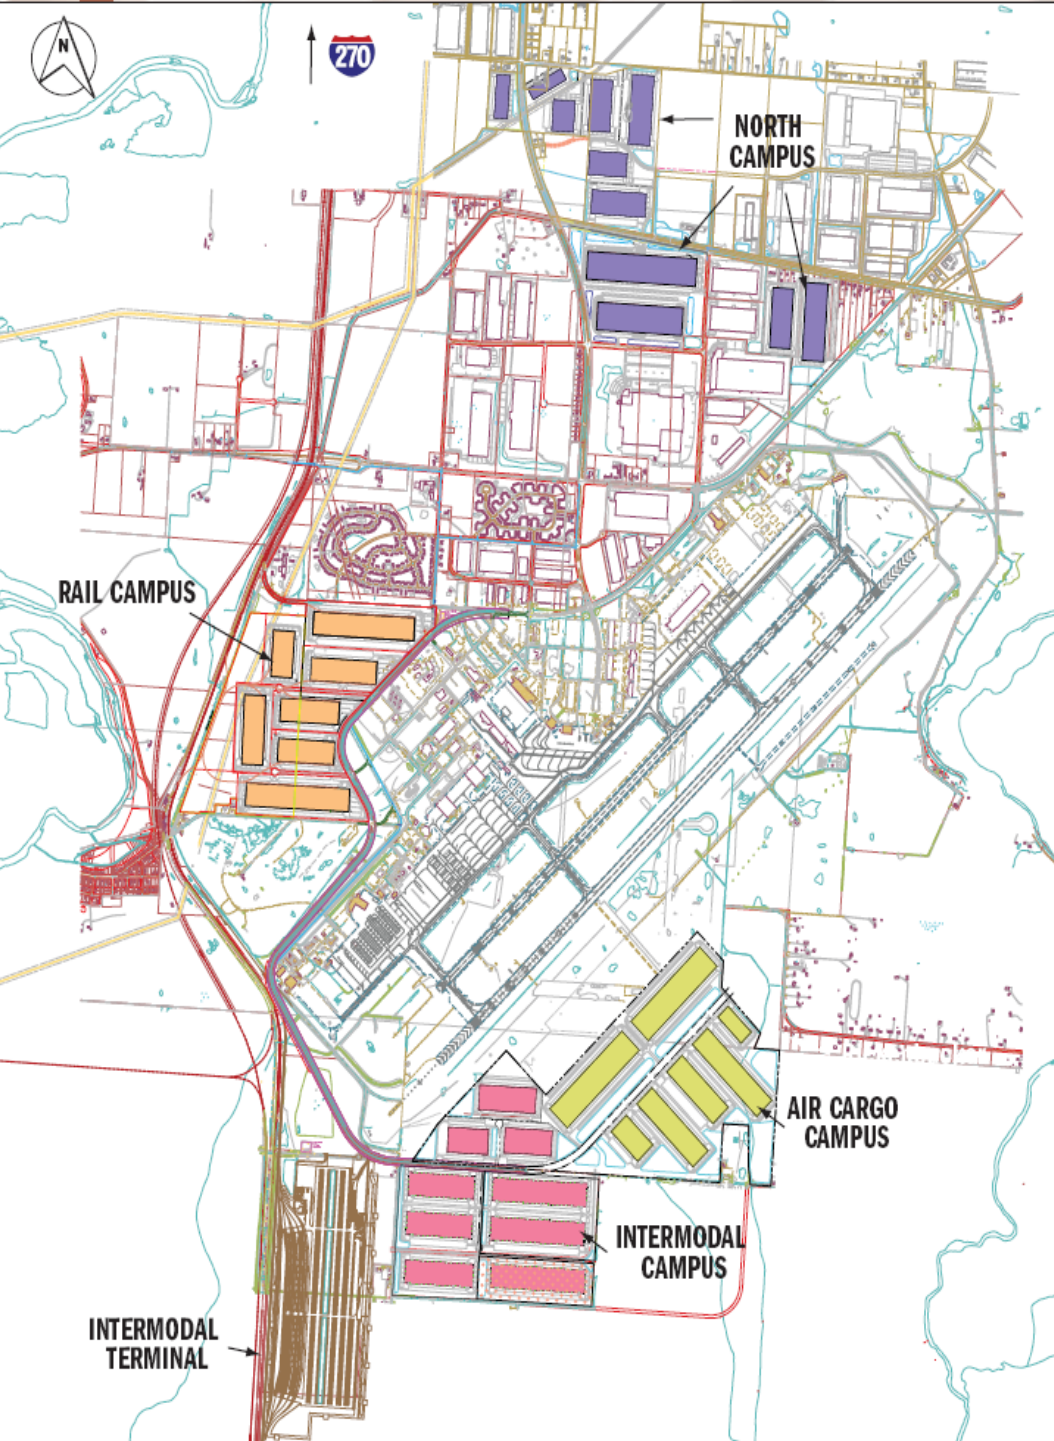 N
270
NORTH
CAMPUS
RAIL CAMPUS
AIR CARGO
CAMPUS
INTERMODAL
CAMPUS
INTERMODAL
TERMINAL